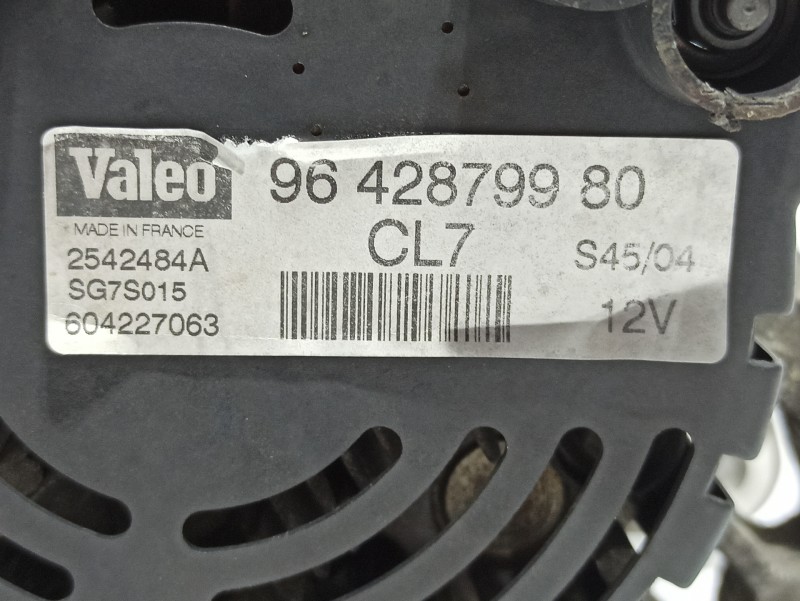 Valeo
96 428799 80
MADE IN FRANCE
CL7
2542484A
S45/04
SG7S015
604227063
12V